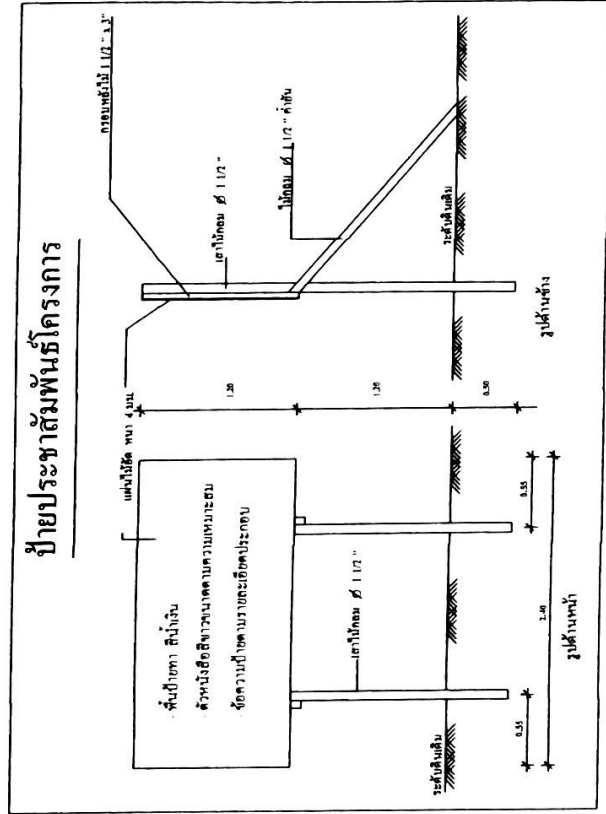 ป้ายประชาสัมพันธ์โครงการ
แผ่นไม้อัด หนา 4 มม.
· พื้นป้ายทา สีน้ำเงิน
· ตัวหนังสือสีขาวขนาดตามความเหมาะสม
· ข้อความป้ายตามรายละเอียดประกอบ
เสาไม้กลม Ø 1 1/2"
ระดับดินเดิม
0.55
2.40
0.55
รูปด้านหน้า
1.20
1.20
0.50
กรอบหลังไม้ 1 1/2" x 3"
เสาไม้กลม Ø 1 1/2"
ไม้กลม Ø 1 1/2" ค้ำยัน
ระดับดินเดิม
รูปด้านข้าง